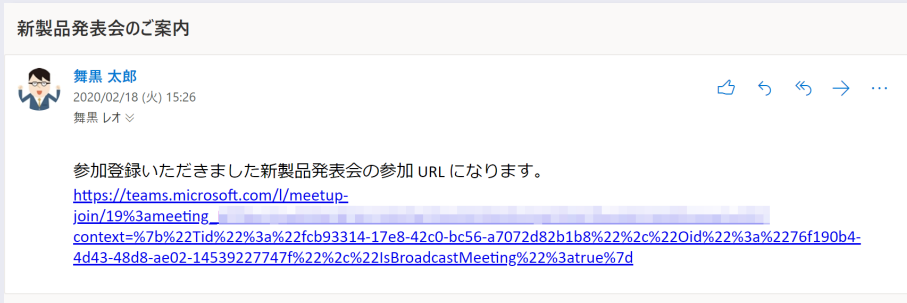 新製品発表会のご案内
舞黒 太郎
2020/02/18 (火) 15:26
舞黒 レオ
参加登録いただきました新製品発表会の参加 URL になります。
https://teams.microsoft.com/l/meetup-
join/19%3ameeting_
context=%7b%22Tid%22%3a%22fcb93314-17e8-42c0-bc56-a7072d82b1b8%22%2c%22Oid%22%3a%2276f190b4-
4d43-48d8-ae02-14539227747f%22%2c%22IsBroadcastMeeting%22%3atrue%7d